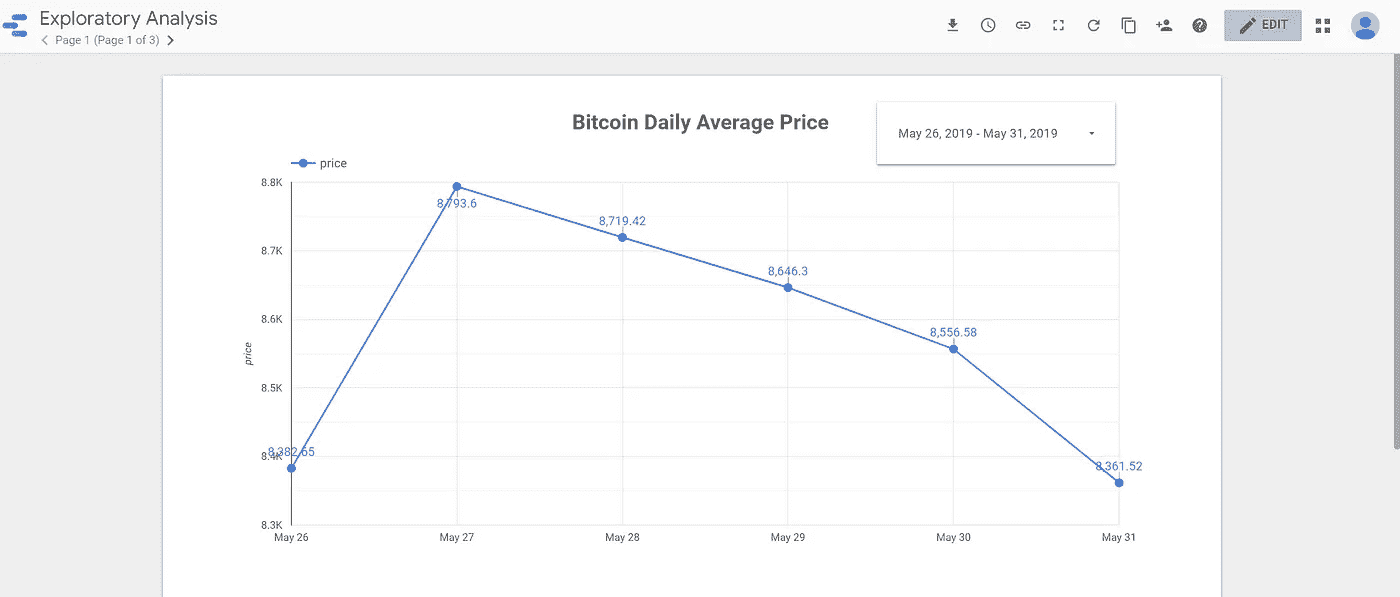 Exploratory Analysis
Page 1 (Page 1 of 3)
EDIT
Bitcoin Daily Average Price
May 26, 2019 - May 31, 2019
price
8.8K
8,793.6
8,719.42
8.7K
8,646.3
8.6K
8,556.58
price
8.5K
8,382.65
8.4K
8,361.52
8.3K
May 26 May 27 May 28 May 29 May 30 May 31